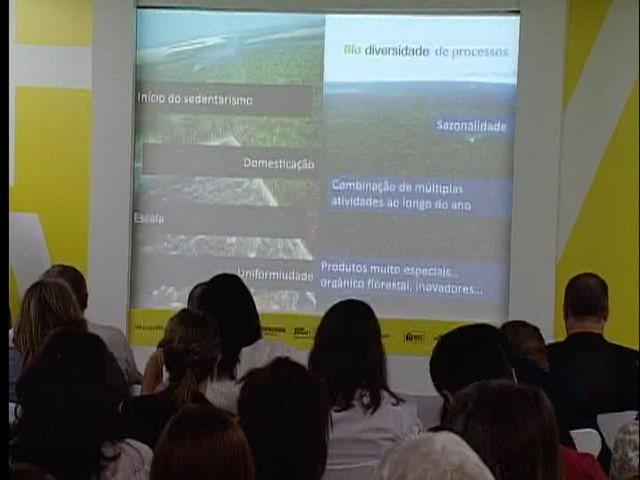 Bio diversidade de processos
Início do sedentarismo
Sazonalidade
Domesticação
Combinação de múltiplas
atividades ao longo do ano
Escala
Uniformiudade
Produtos muito especiais...
orgânico florestal, inovadores...